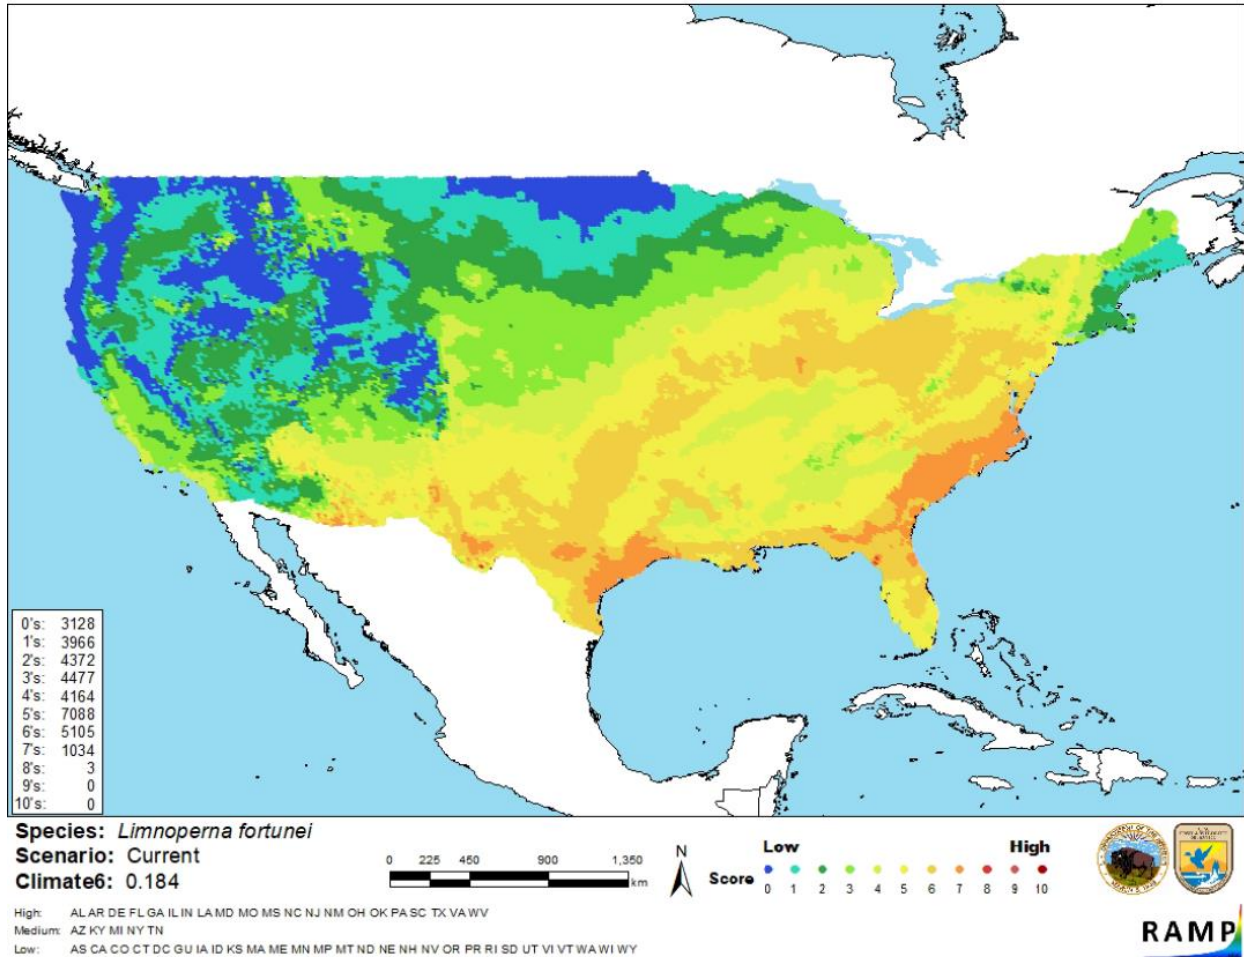 0's: 3128
1's: 3966
2's: 4372
3's: 4477
4's: 4164
5's: 7088
6's: 5105
7's: 1034
8's: 3
9's: 0
10's: 0
Species: Limnoperna fortunei
Scenario: Current
Climate6: 0.184
0 225 450 900 1,350
km
N
Low High
Score
0 1 2 3 4 5 6 7 8 9 10
High: AL AR DE FL GA IL IN LA MD MO MS NC NJ NM OH OK PA SC TX VA WV
Medium: AZ KY MI NY TN
Low: AS CA CO CT DC GU IA ID KS MA ME MN MP MT ND NE NH NV OR PR RI SD UT VI VT WA WI WY
RAMP